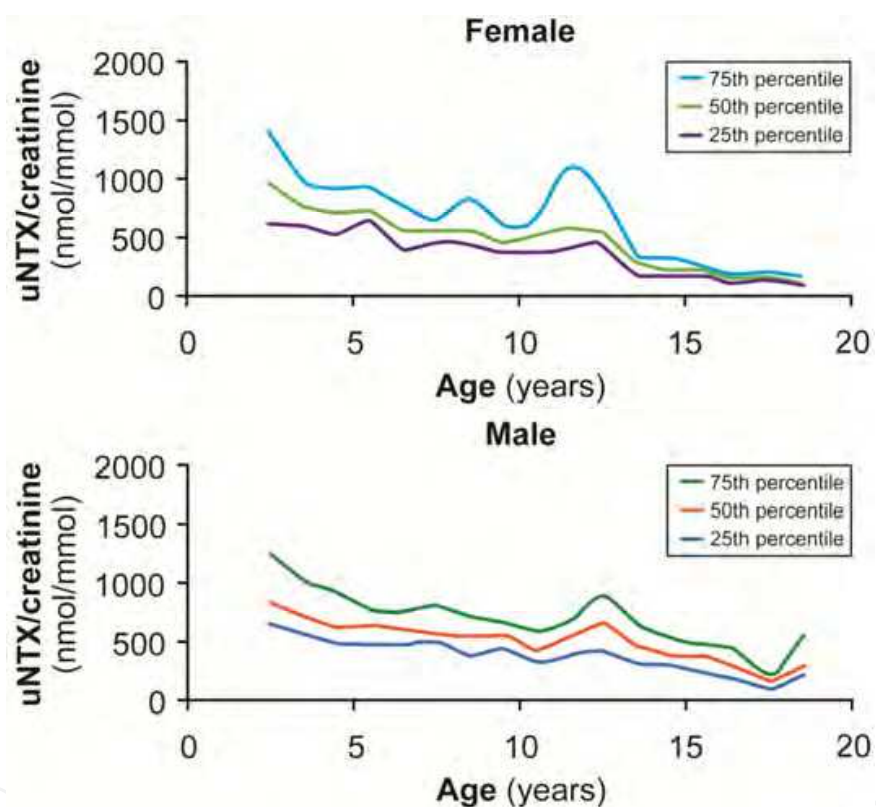 Female
uNTX/creatinine
(nmol/mmol)
2000
1500
1000
500
0
75th percentile
50th percentile
25th percentile
0 5 10 15 20
Age (years)
Male
uNTX/creatinine
(nmol/mmol)
2000
1500
1000
500
0
75th percentile
50th percentile
25th percentile
0 5 10 15 20
Age (years)